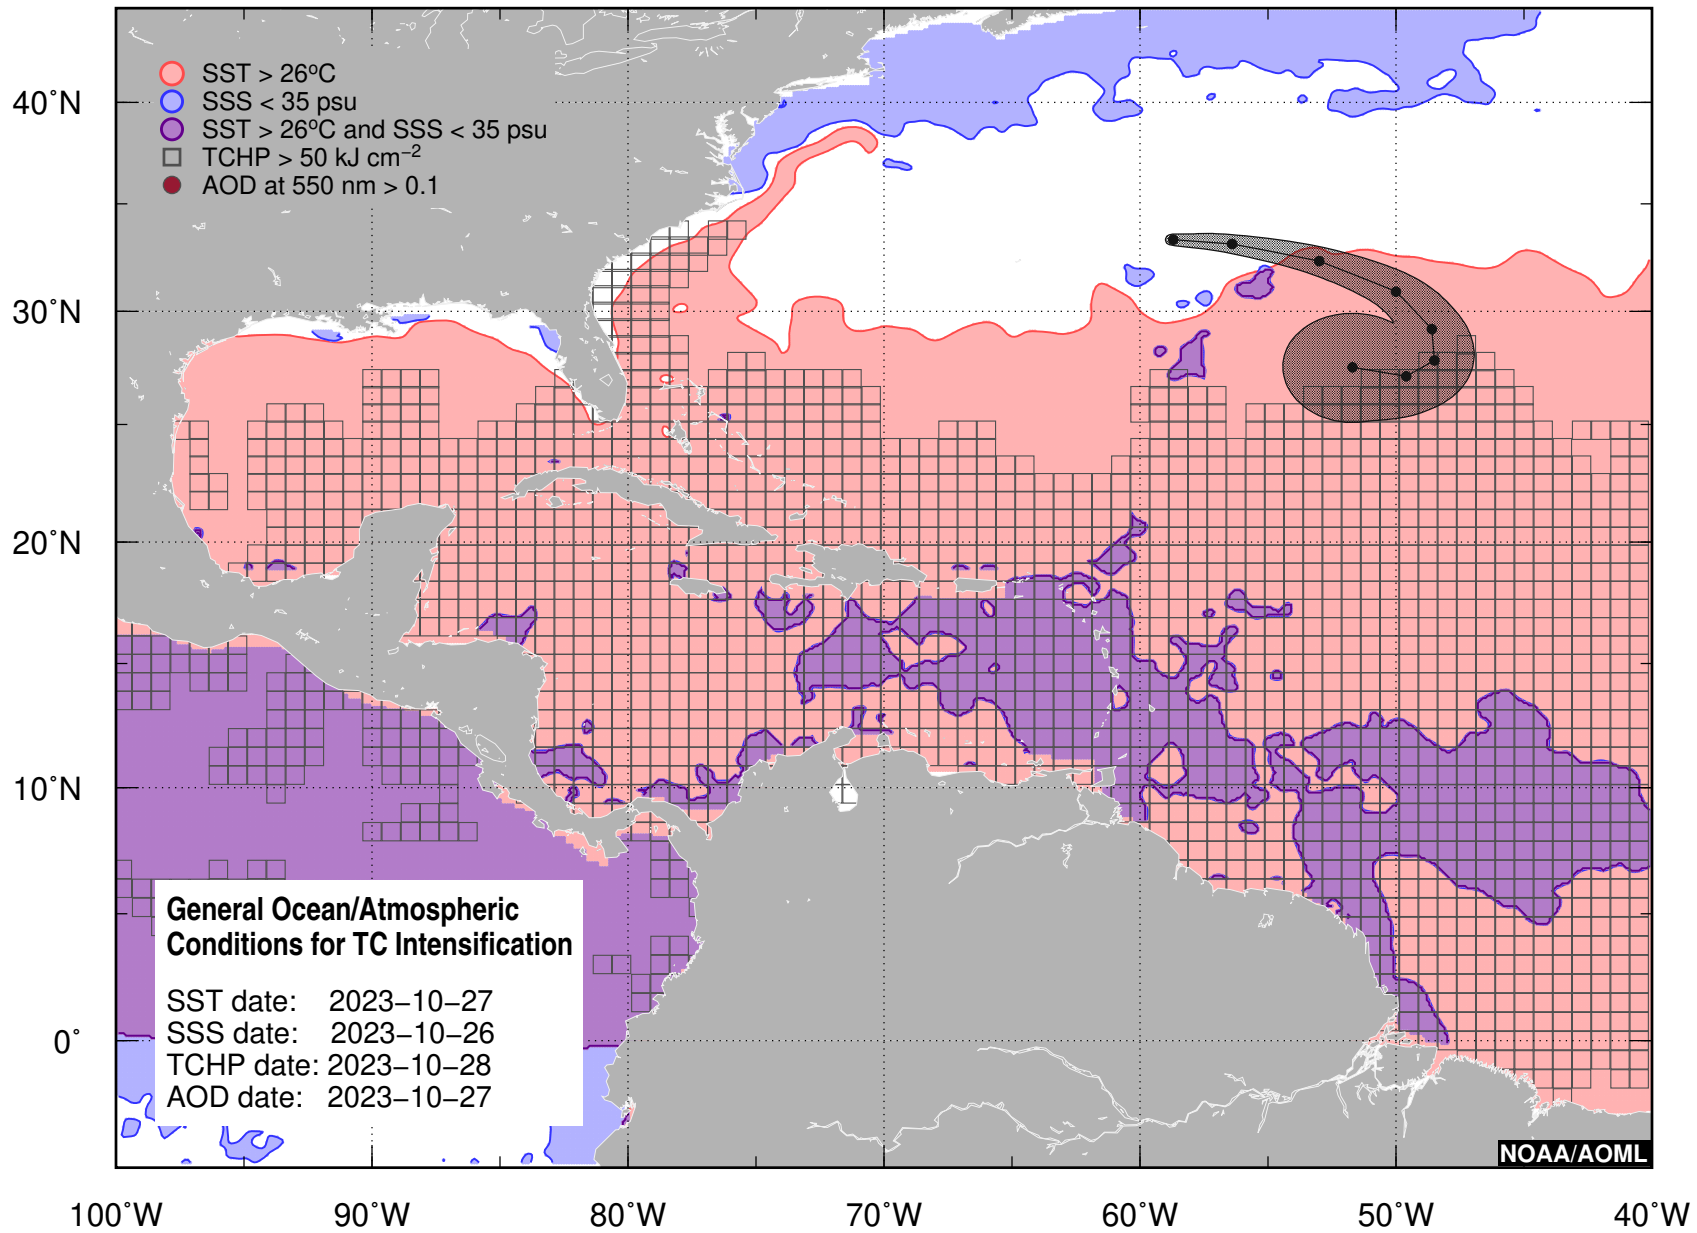 SST > 26°C
SSS < 35 psu
SST > 26°C and SSS < 35 psu
TCHP > 50 kJ cm⁻²
AOD at 550 nm > 0.1
40°N
30°N
20°N
10°N
0°
General Ocean/Atmospheric
Conditions for TC Intensification
SST date: 2023-10-27
SSS date: 2023-10-26
TCHP date: 2023-10-28
AOD date: 2023-10-27
NOAA/AOML
100°W 90°W 80°W 70°W 60°W 50°W 40°W